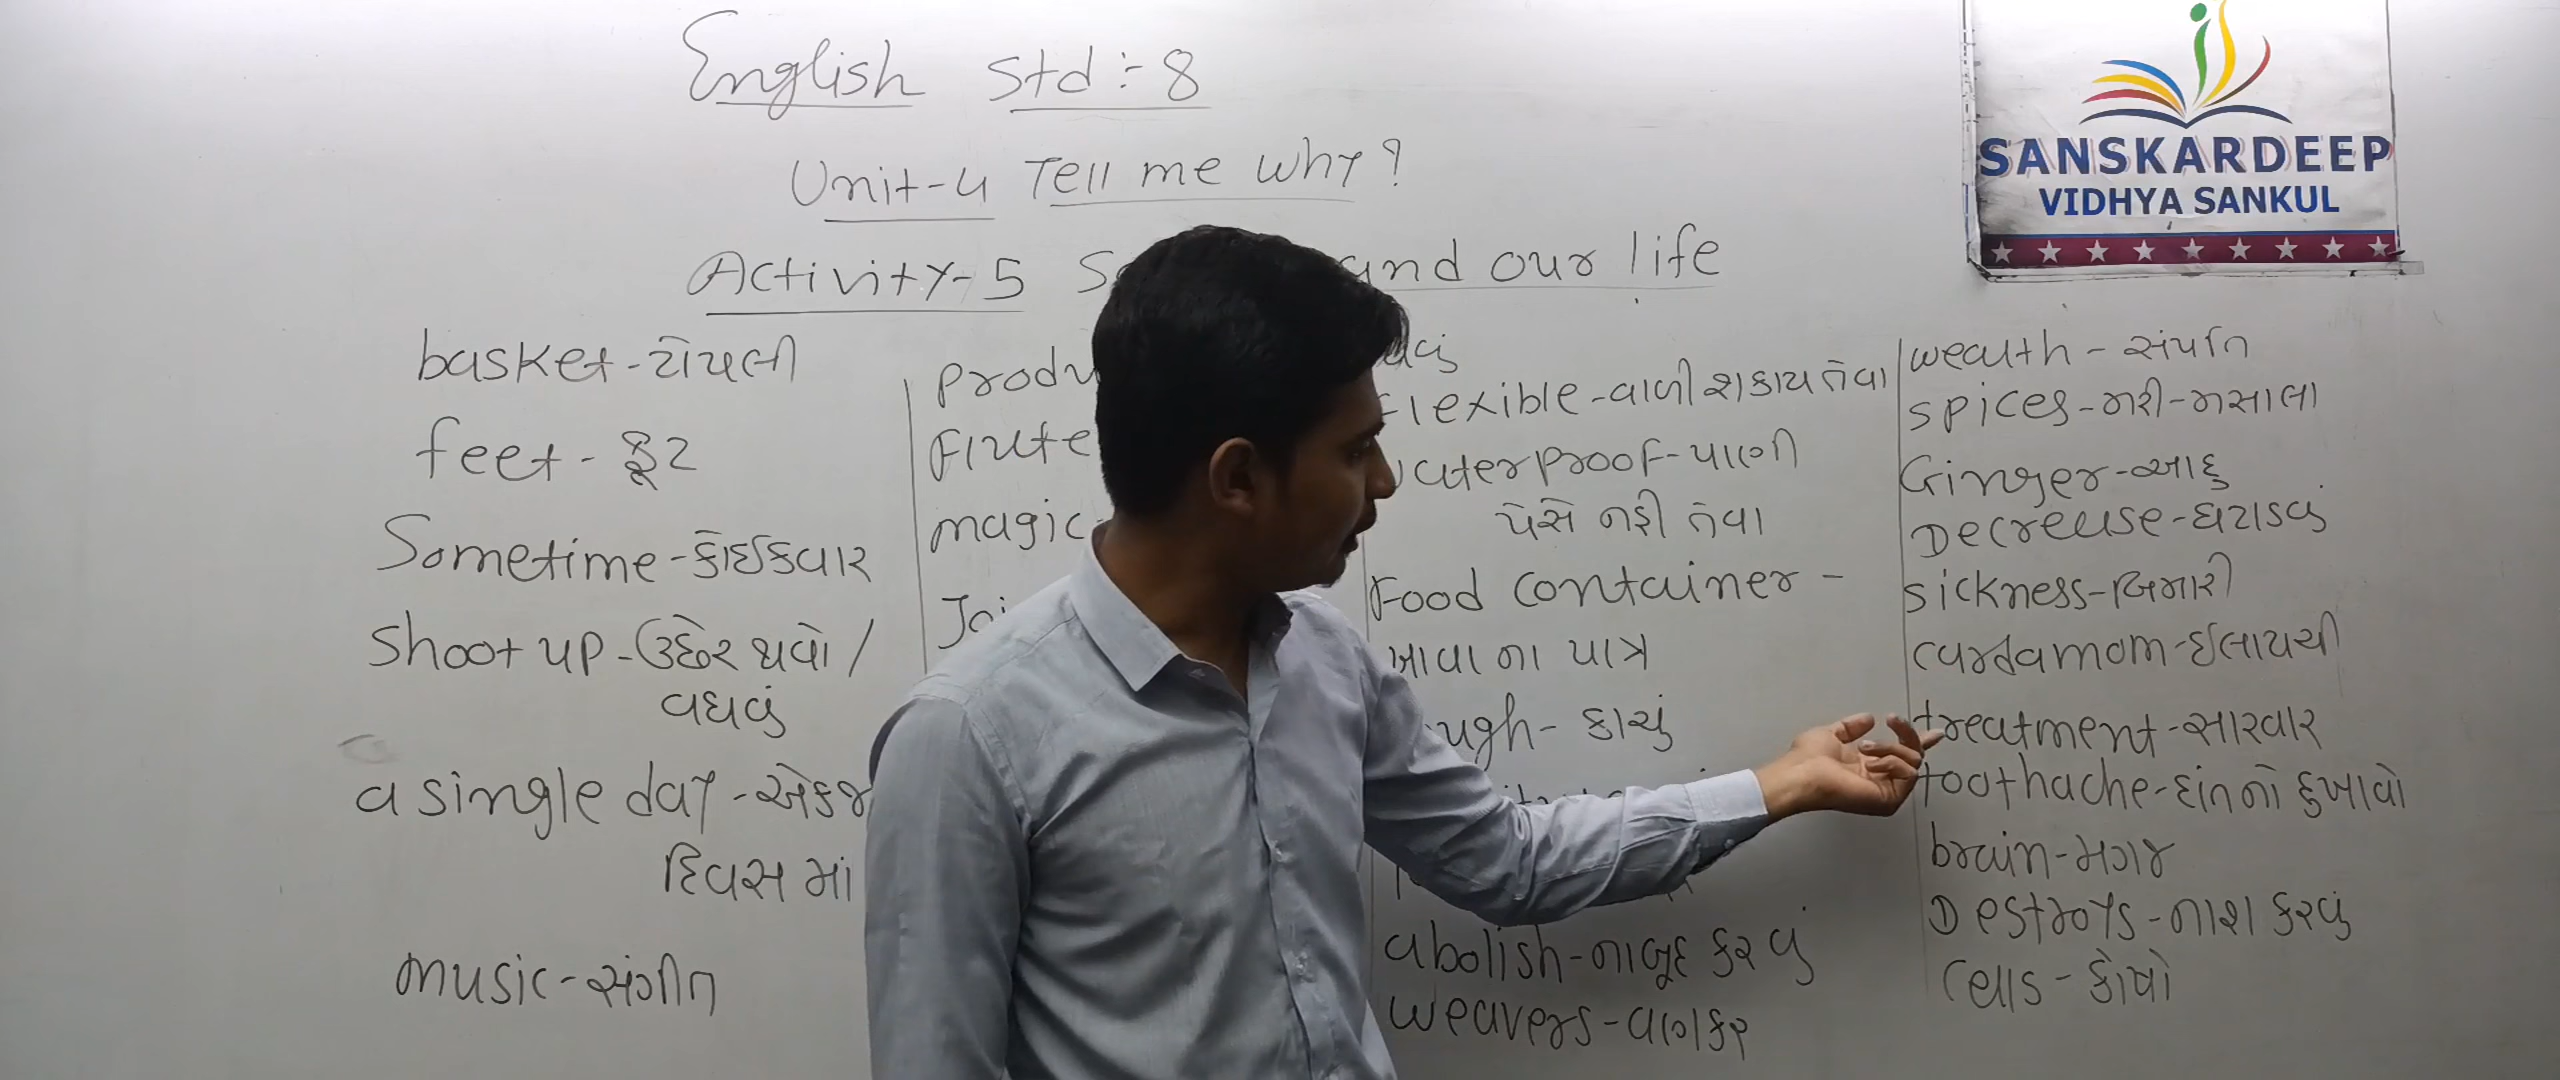 English Std :- 8
Unit-4 Tell me why?
Activity-5 and our life
SANSKARDEEP
VIDHYA SANKUL
basket - ટોપલી
feet - ફૂટ
Sometime - કોઈકવાર
Shoot up - ઉછેર થવો /
વધવું
a single day - એક જ
દિવસ માં
music - સંગીત
Flute
magic -
Flexible - વાળી શકાય તેવા
waterproof - પાણી
પેસે નહી તેવા
Food container -
ખાવા ના પાત્ર
કાચું
abolish - નાબૂદ કરવું
weavers - વણકર
wealth - સંપતિ
spices - મરી-મસાલા
Ginger - આદુ
Decrease - ઘટાડવું
sickness - બિમારી
cardamom - ઈલાયચી
treatment - સારવાર
toothache - દાંત નો દુખાવો
brain - મગજ
Destroys - નાશ કરવું
Cells - કોષો